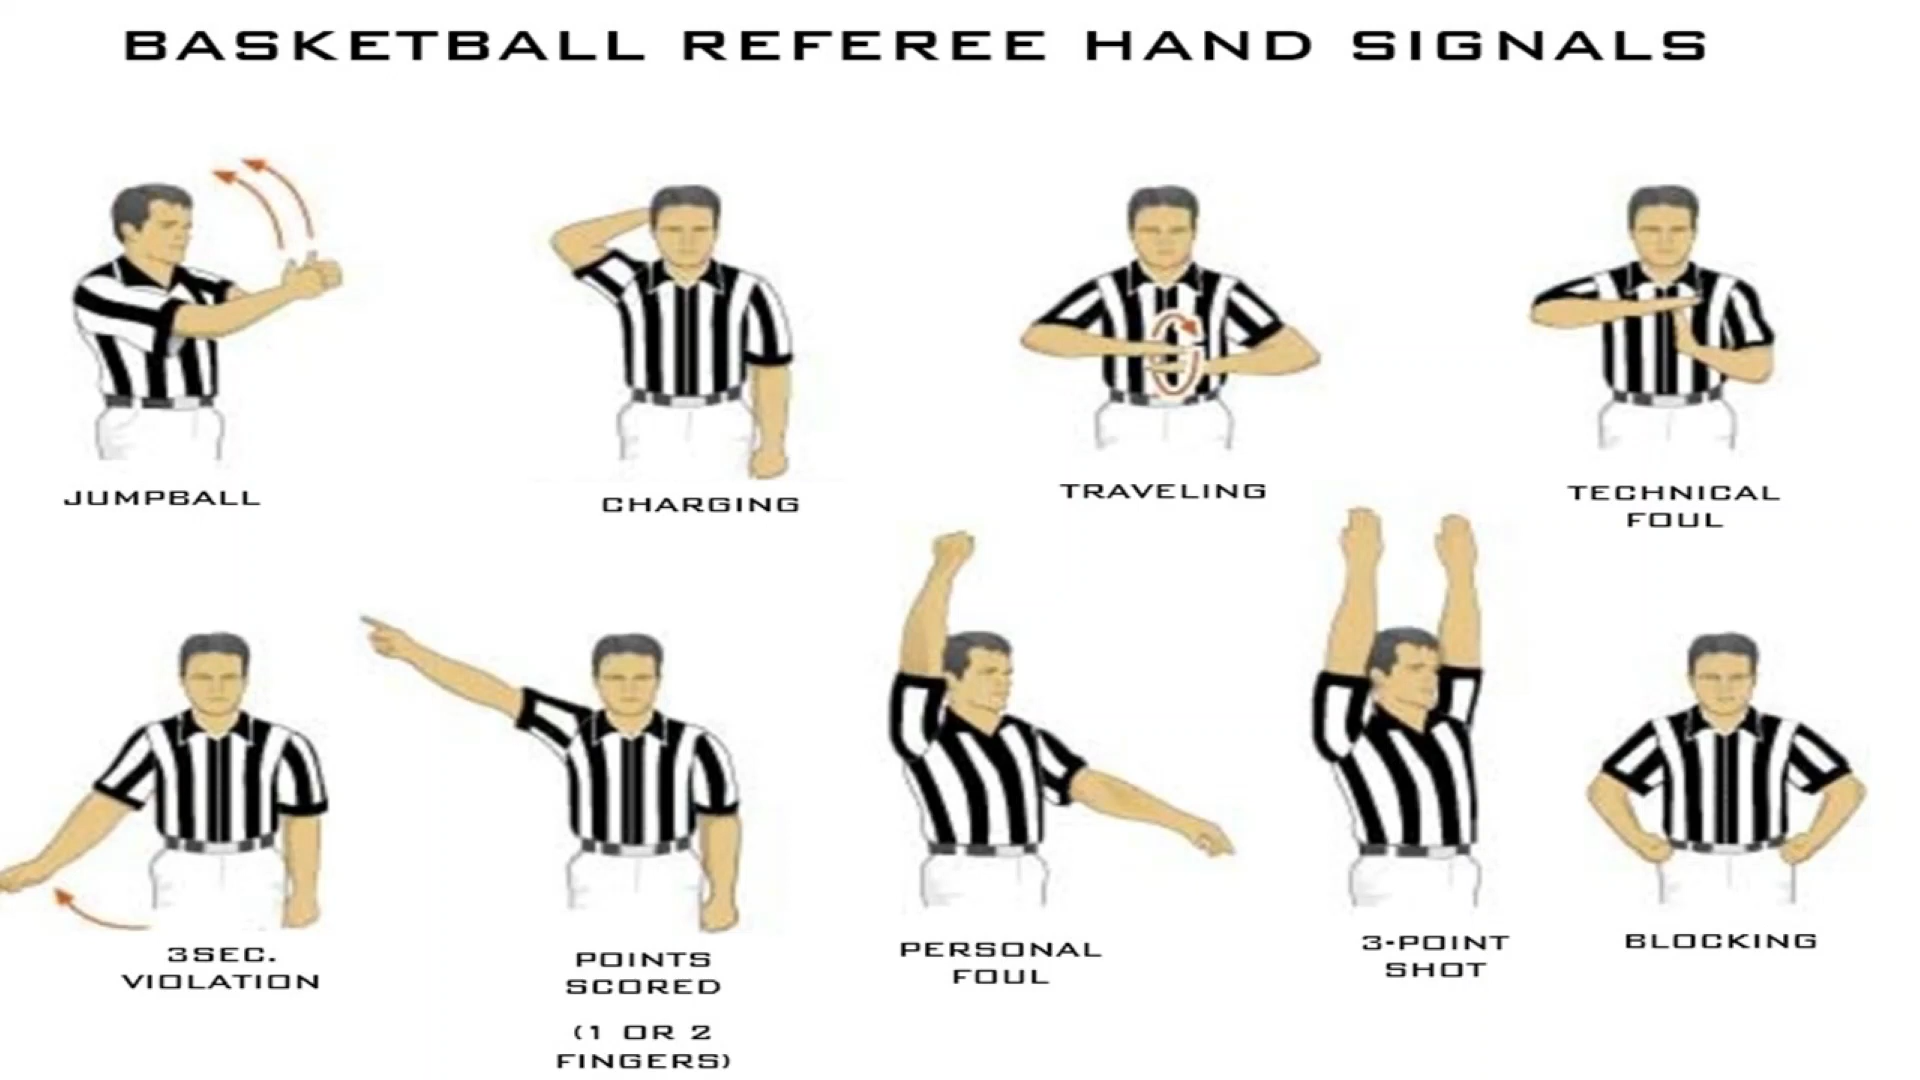 BASKETBALL REFEREE HAND SIGNALS
JUMPBALL
CHARGING
TRAVELING
TECHNICAL
FOUL
3SEC.
VIOLATION
POINTS
SCORED
(1 OR 2
FINGERS)
PERSONAL
FOUL
3-POINT
SHOT
BLOCKING